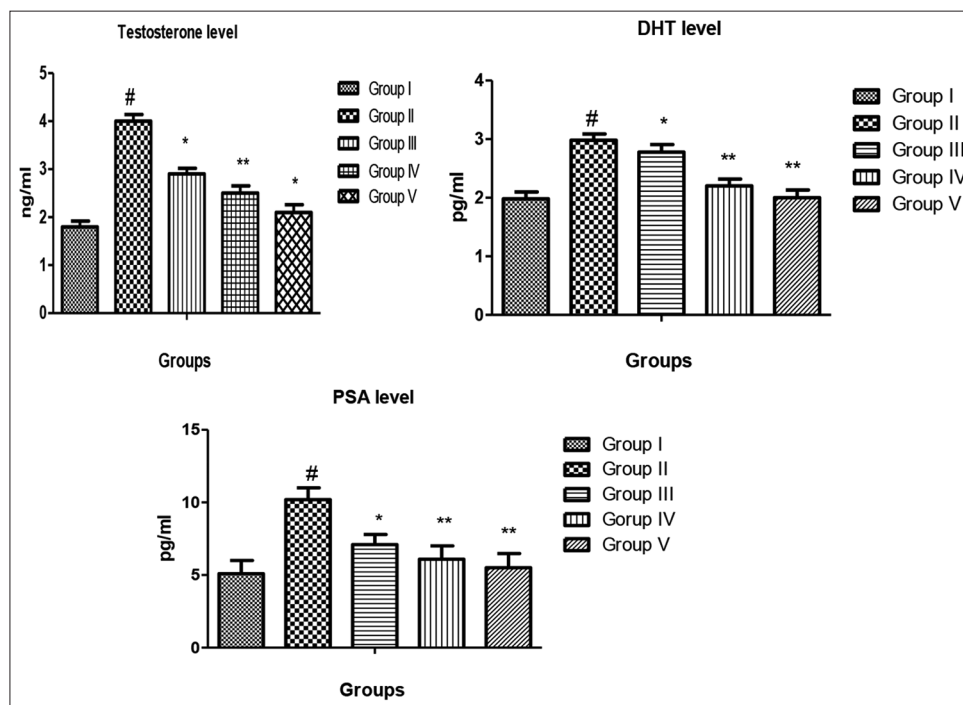 Testosterone level
5
4
3
2
1
0
ng/ml
#
*
**
*
Groups
Group I
Group II
Group III
Group IV
Group V
DHT level
4
3
2
1
0
pg/ml
#
*
**
**
Groups
Group I
Group II
Group III
Group IV
Group V
PSA level
15
10
5
0
pg/ml
#
*
**
**
Groups
Group I
Group II
Group III
Gorup IV
Group V